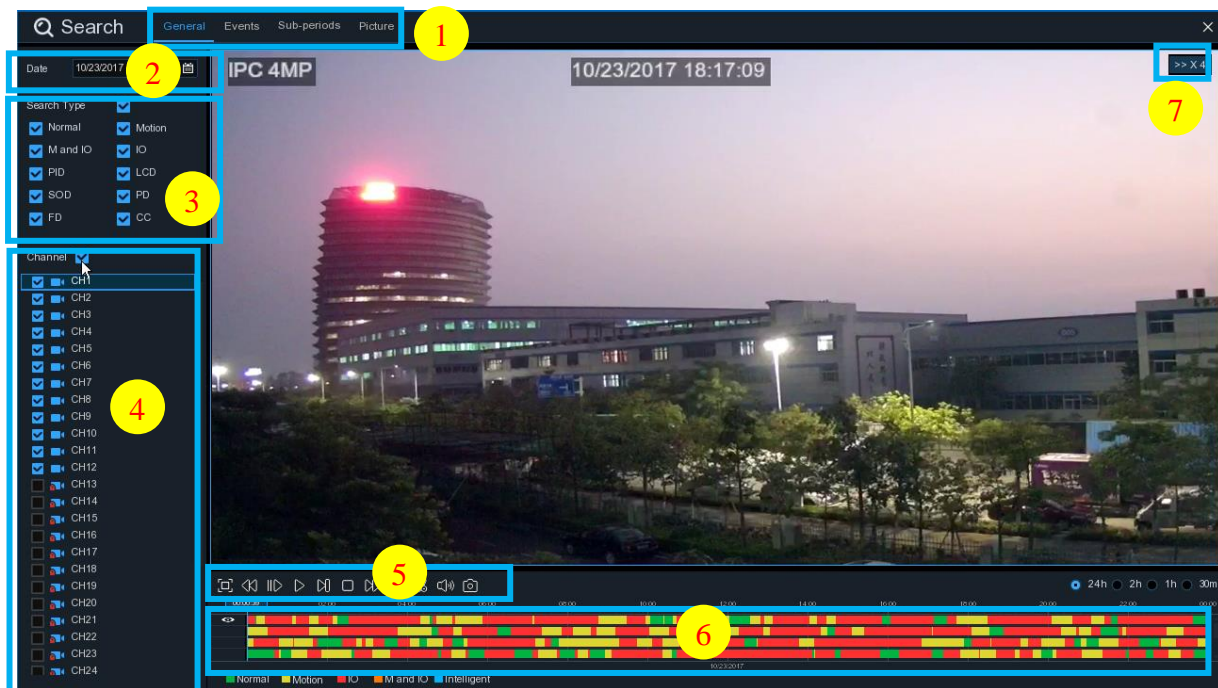 Search General Events Sub-periods Picture
1
Date 10/23/2017
2
IPC 4MP
10/23/2017 18:17:09
>> X 4
7
Search Type
Normal Motion
M and IO IO
PID LCD
SOD PD
FD CC
3
Channel
CH1
CH2
CH3
CH4
CH5
CH6
CH7
CH8
CH9
CH10
CH11
CH12
CH13
CH14
CH15
CH16
CH17
CH18
CH19
CH20
CH21
CH22
CH23
CH24
4
5
24h 2h 1h 30m
02:00 04:00 06:00 08:00 10:00 12:00 14:00 16:00 18:00 20:00 22:00 00:00
6
10/23/2017
Normal Motion IO M and IO Intelligent